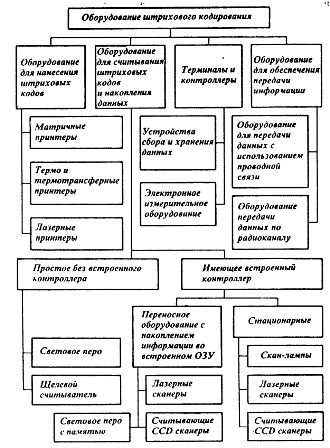 Оборудование штрихового кодирования
Оборудование
для нанесения
штриховых
кодов
Оборудование
для считывания
штриховых
кодов
и накопления
данных
Терминалы и
контроллеры
Оборудование
для обеспечения
передачи
информации
Матричные
принтеры
Термо и
термотрансферные
принтеры
Лазерные
принтеры
Устройства
сбора и хранения
данных
Электронное
измерительное
оборудование
Оборудование
для передачи
данных с
использованием
проводной
связи
Оборудование
передачи
данных по
радиоканалу
Простое без встроенного
контроллера
Имеющее встроенный
контроллер
Световое перо
Щелевой
считыватель
Переносное
оборудование с
накоплением
информации во
встроенном ОЗУ
Стационарные
Лазерные
сканеры
Скан-лампы
Лазерные
сканеры
Световое перо
с памятью
Считывающие
CCD сканеры
Считывающие
CCD сканеры